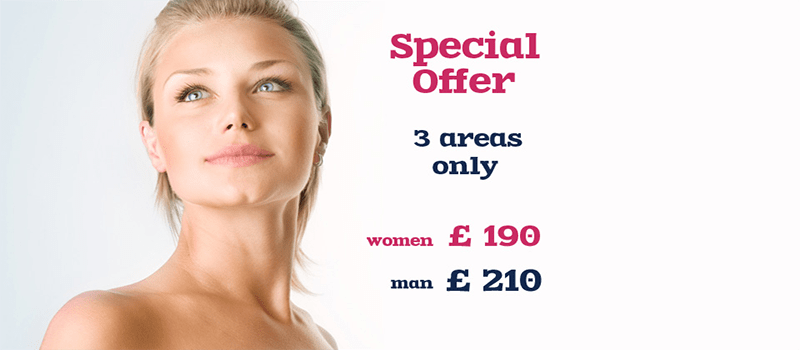 Special
Offer
3 areas
only
women £ 190
man £ 210